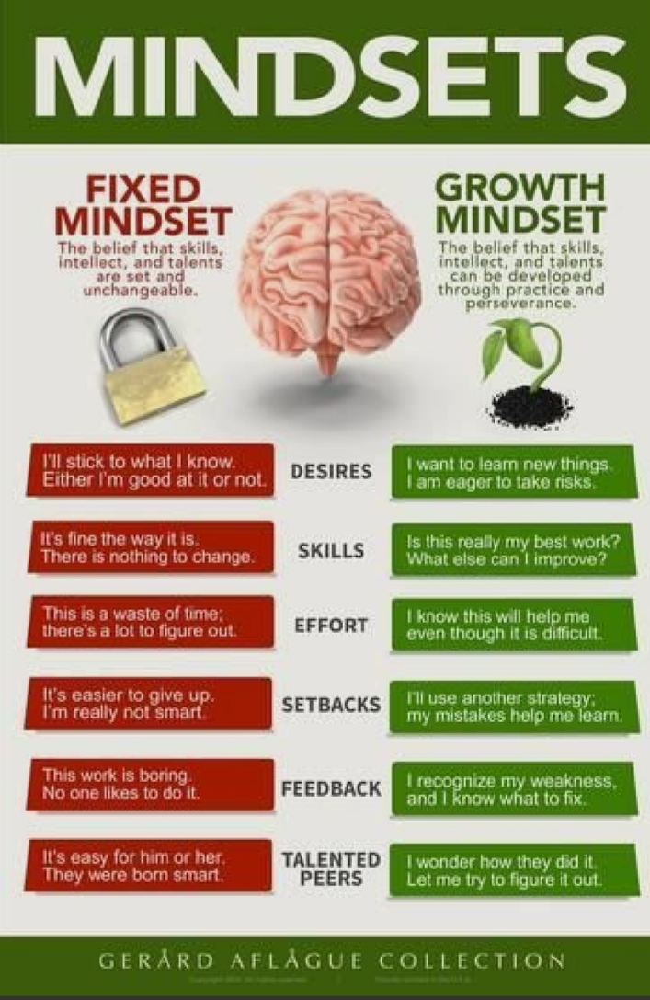 MINDSETS
FIXED
MINDSET
The belief that skills,
intellect, and talents
are set and
unchangeable.
GROWTH
MINDSET
The belief that skills,
intellect, and talents
can be developed
through practice and
perseverance.
I'll stick to what I know.
Either I'm good at it or not.
DESIRES
I want to learn new things.
I am eager to take risks.
It's fine the way it is.
There is nothing to change.
SKILLS
Is this really my best work?
What else can I improve?
This is a waste of time;
there's a lot to figure out.
EFFORT
I know this will help me
even though it is difficult.
It's easier to give up.
I'm really not smart.
SETBACKS
I'll use another strategy;
my mistakes help me learn.
This work is boring.
No one likes to do it.
FEEDBACK
I recognize my weakness,
and I know what to fix.
It's easy for him or her.
They were born smart.
TALENTED
PEERS
I wonder how they did it.
Let me try to figure it out.
GERÅRD AFLÅGUE COLLECTION